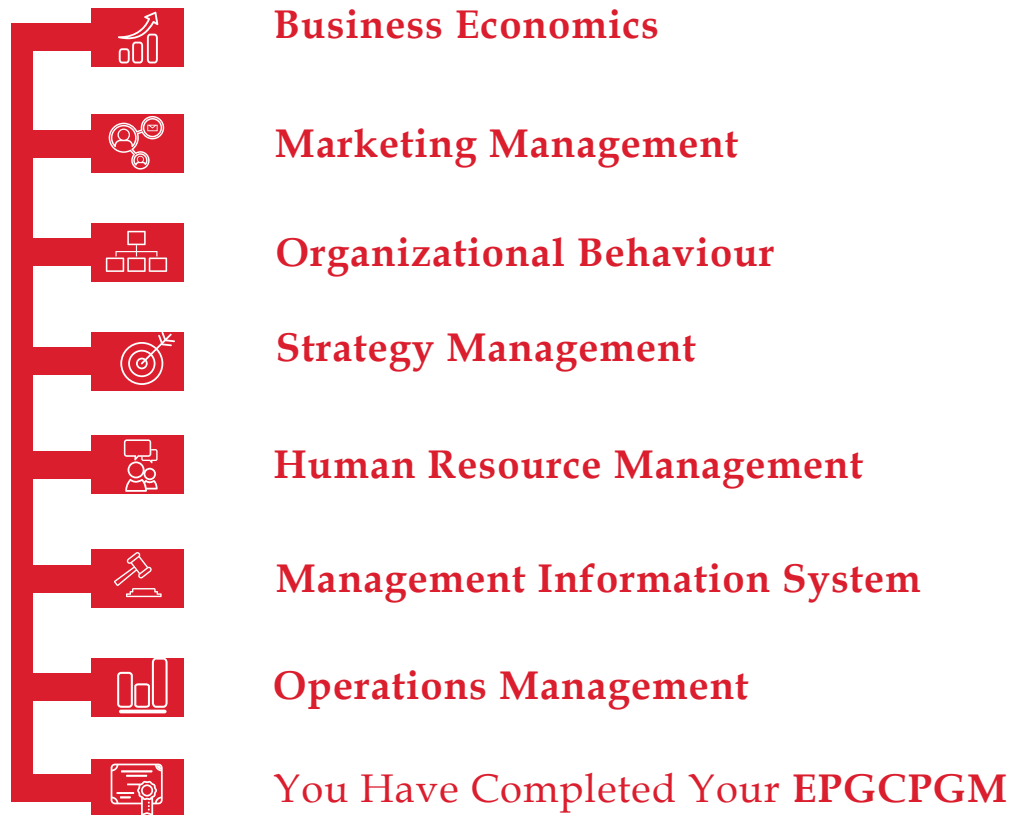 Business Economics
Marketing Management
Organizational Behaviour
Strategy Management
Human Resource Management
Management Information System
Operations Management
You Have Completed Your EPGCPGM